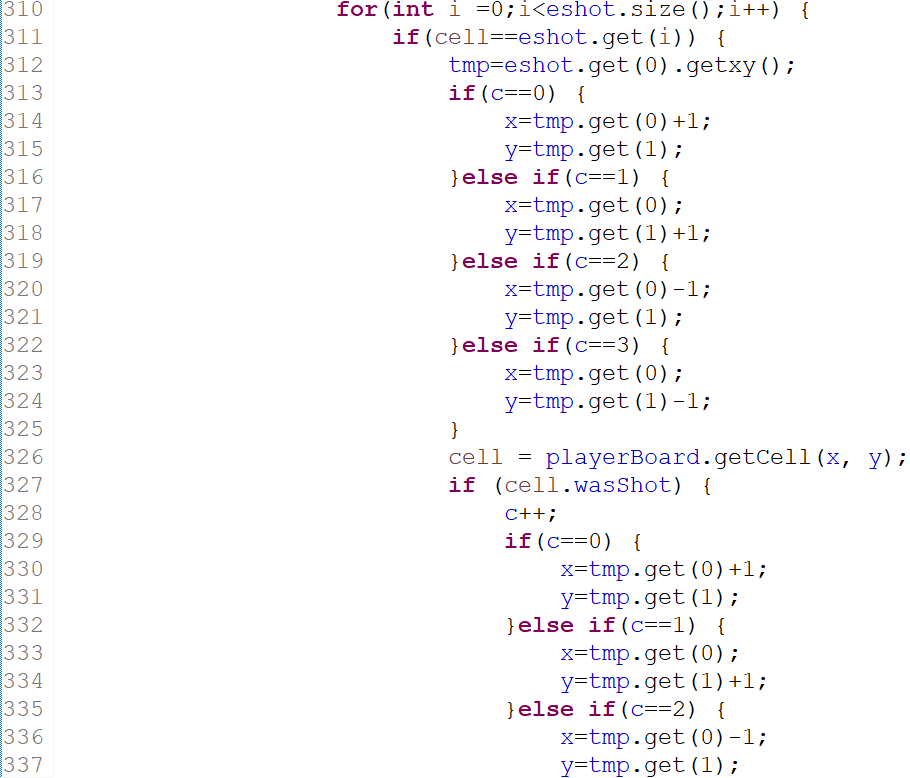 310 for(int i =0;i<eshot.size();i++) {
311 if(cell==eshot.get(i)) {
312 tmp=eshot.get(0).getxy();
313 if(c==0) {
314 x=tmp.get(0)+1;
315 y=tmp.get(1);
316 }else if(c==1) {
317 x=tmp.get(0);
318 y=tmp.get(1)+1;
319 }else if(c==2) {
320 x=tmp.get(0)-1;
321 y=tmp.get(1);
322 }else if(c==3) {
323 x=tmp.get(0);
324 y=tmp.get(1)-1;
325 }
326 cell = playerBoard.getCell(x, y);
327 if (cell.wasShot) {
328 c++;
329 if(c==0) {
330 x=tmp.get(0)+1;
331 y=tmp.get(1);
332 }else if(c==1) {
333 x=tmp.get(0);
334 y=tmp.get(1)+1;
335 }else if(c==2) {
336 x=tmp.get(0)-1;
337 y=tmp.get(1);